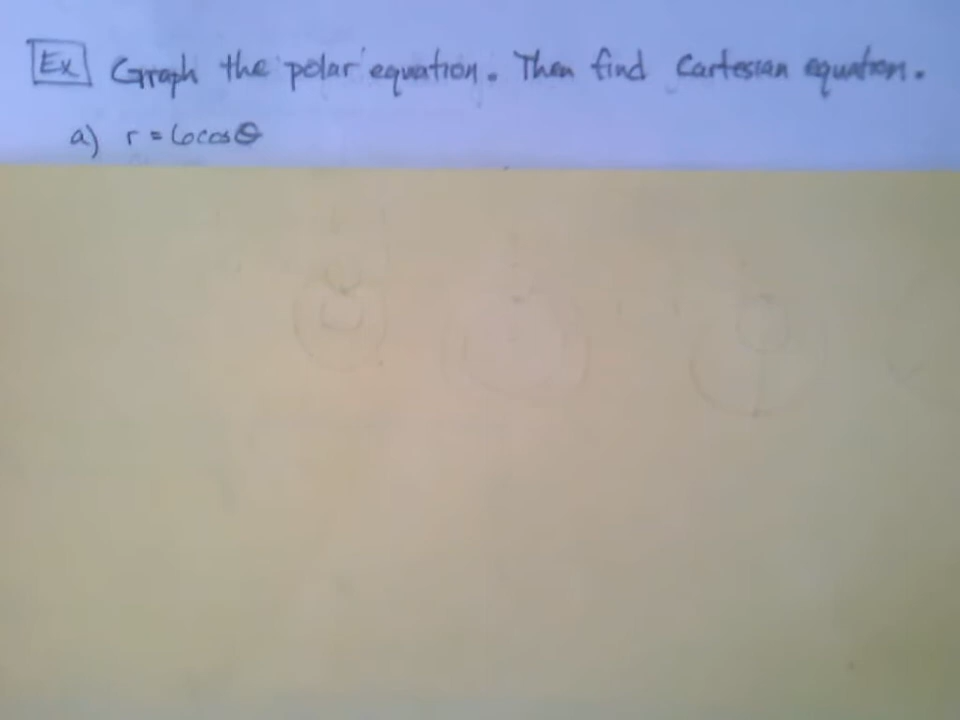 Ex Graph the polar equation. Then find Cartesian equation.
a) r = 6cosθ